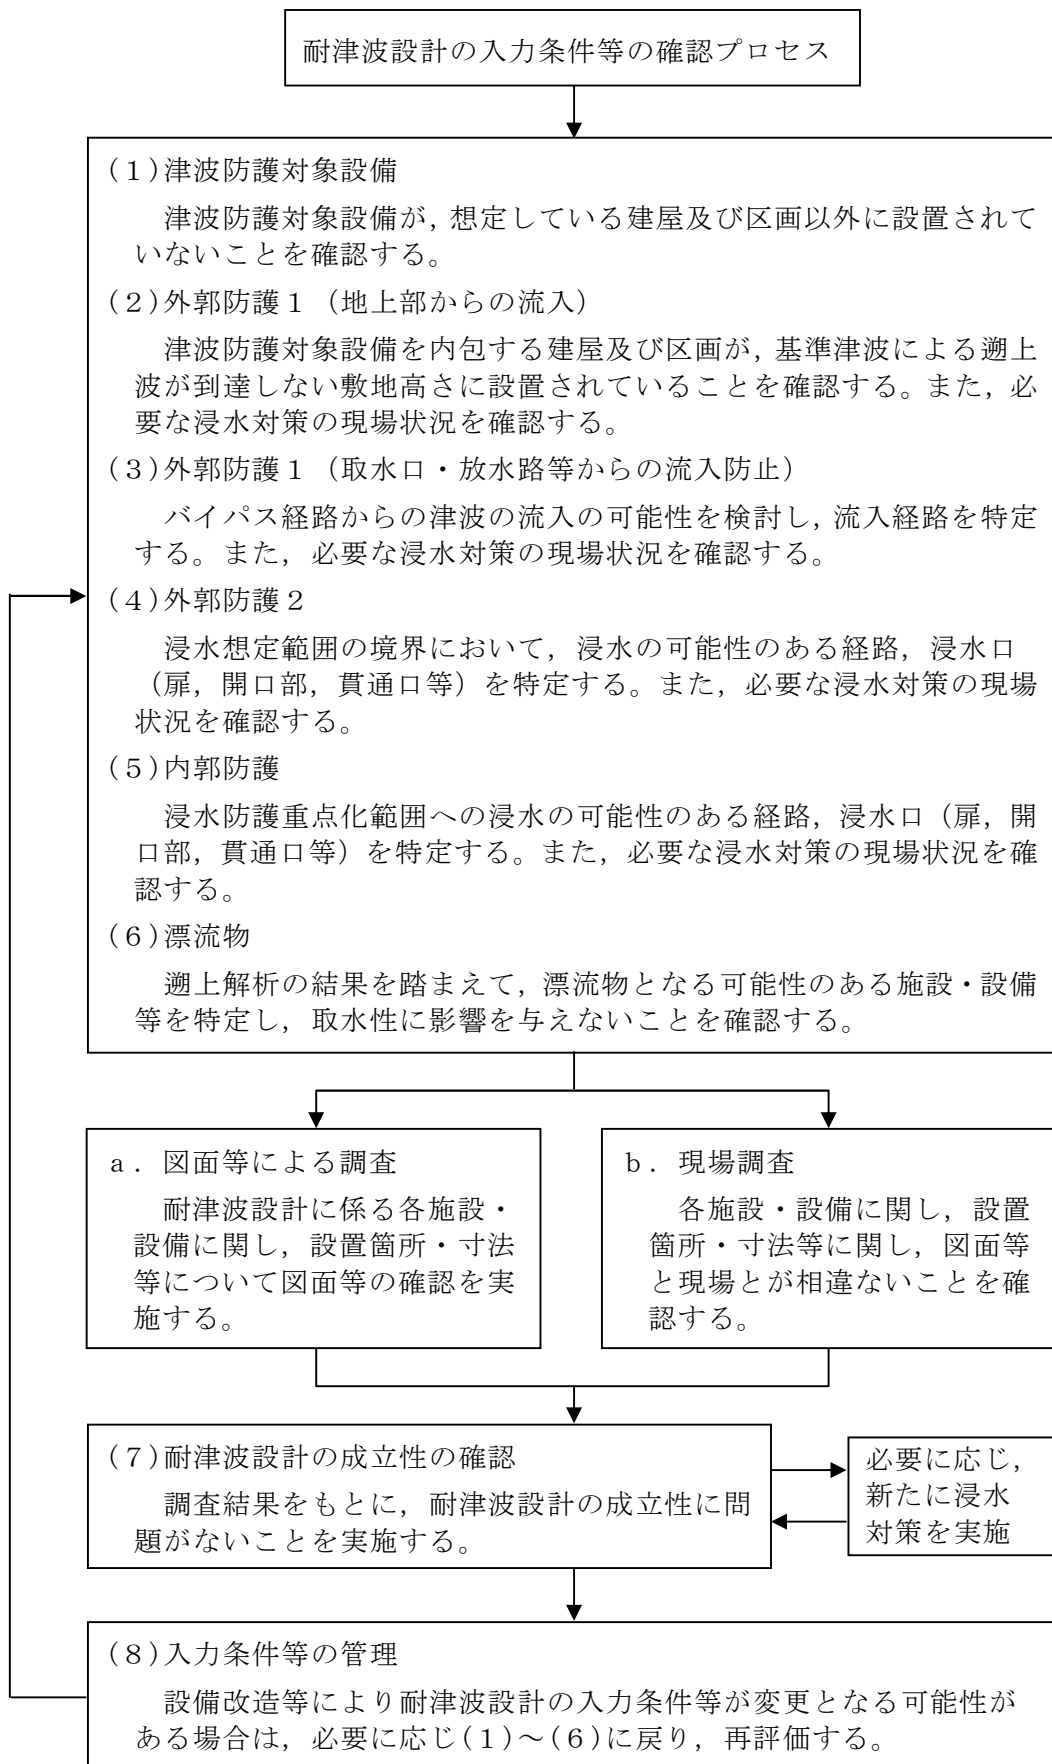 耐津波設計の入力条件等の確認プロセス
(１)津波防護対象設備
津波防護対象設備が，想定している建屋及び区画以外に設置されて
いないことを確認する。
(２)外郭防護１（地上部からの流入）
津波防護対象設備を内包する建屋及び区画が，基準津波による遡上
波が到達しない敷地高さに設置されていることを確認する。また，必
要な浸水対策の現場状況を確認する。
(３)外郭防護１（取水口・放水路等からの流入防止）
バイパス経路からの津波の流入の可能性を検討し，流入経路を特定
する。また，必要な浸水対策の現場状況を確認する。
(４)外郭防護２
浸水想定範囲の境界において，浸水の可能性のある経路，浸水口
（扉，開口部，貫通口等）を特定する。また，必要な浸水対策の現場
状況を確認する。
(５)内郭防護
浸水防護重点化範囲への浸水の可能性のある経路，浸水口（扉，開
口部，貫通口等）を特定する。また，必要な浸水対策の現場状況を確
認する。
(６)漂流物
遡上解析の結果を踏まえて，漂流物となる可能性のある施設・設備
等を特定し，取水性に影響を与えないことを確認する。
ａ．図面等による調査
耐津波設計に係る各施設・
設備に関し，設置箇所・寸法
等について図面等の確認を実
施する。
ｂ．現場調査
各施設・設備に関し，設置
箇所・寸法等に関し，図面等
と現場とが相違ないことを確
認する。
(７)耐津波設計の成立性の確認
調査結果をもとに，耐津波設計の成立性に問
題がないことを実施する。
必要に応じ，
新たに浸水
対策を実施
(８)入力条件等の管理
設備改造等により耐津波設計の入力条件等が変更となる可能性が
ある場合は，必要に応じ(１)～(６)に戻り，再評価する。